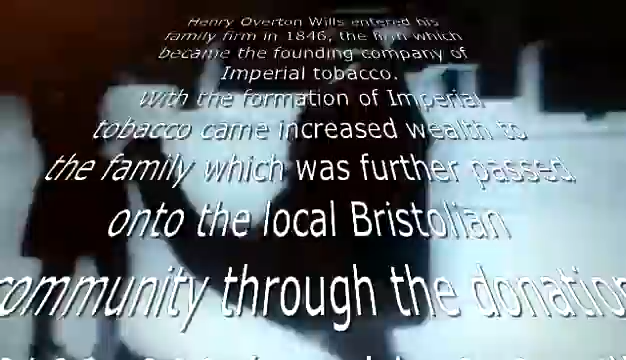 Henry Overton Wills entered his
family firm in 1846, the firm which
became the founding company of
Imperial tobacco.
With the formation of Imperial
tobacco came increased wealth to
the family which was further passed
onto the local Bristolian
community through the donation